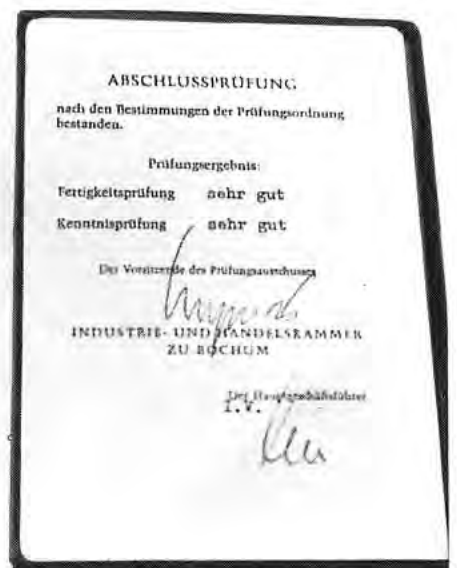 ABSCHLUSSPRÜFUNG
nach den Bestimmungen der Prüfungsordnung
bestanden.
Prüfungsergebnis:
Fertigkeitsprüfung sehr gut
Kenntnisprüfung sehr gut
Der Vorsitzende des Prüfungsausschusses
INDUSTRIE- UND HANDELSKAMMER
ZU BOCHUM
Der Hauptgeschäftsführer
I.V.